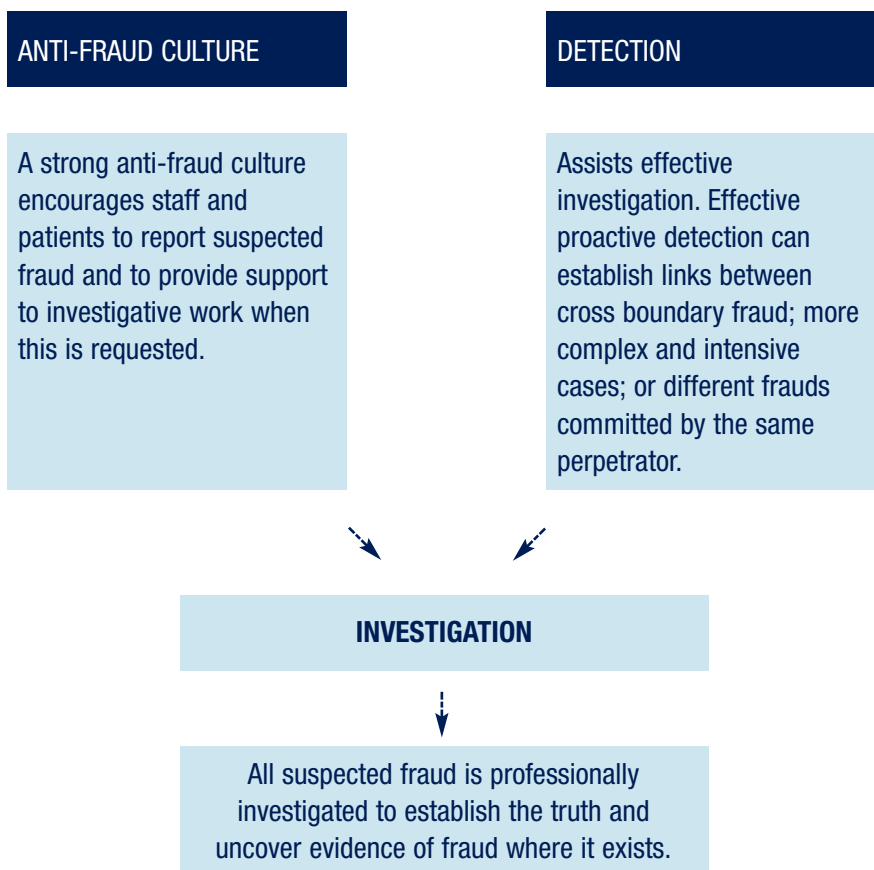 ANTI-FRAUD CULTURE
A strong anti-fraud culture
encourages staff and
patients to report suspected
fraud and to provide support
to investigative work when
this is requested.
DETECTION
Assists effective
investigation. Effective
proactive detection can
establish links between
cross boundary fraud; more
complex and intensive
cases; or different frauds
committed by the same
perpetrator.
INVESTIGATION
All suspected fraud is professionally
investigated to establish the truth and
uncover evidence of fraud where it exists.